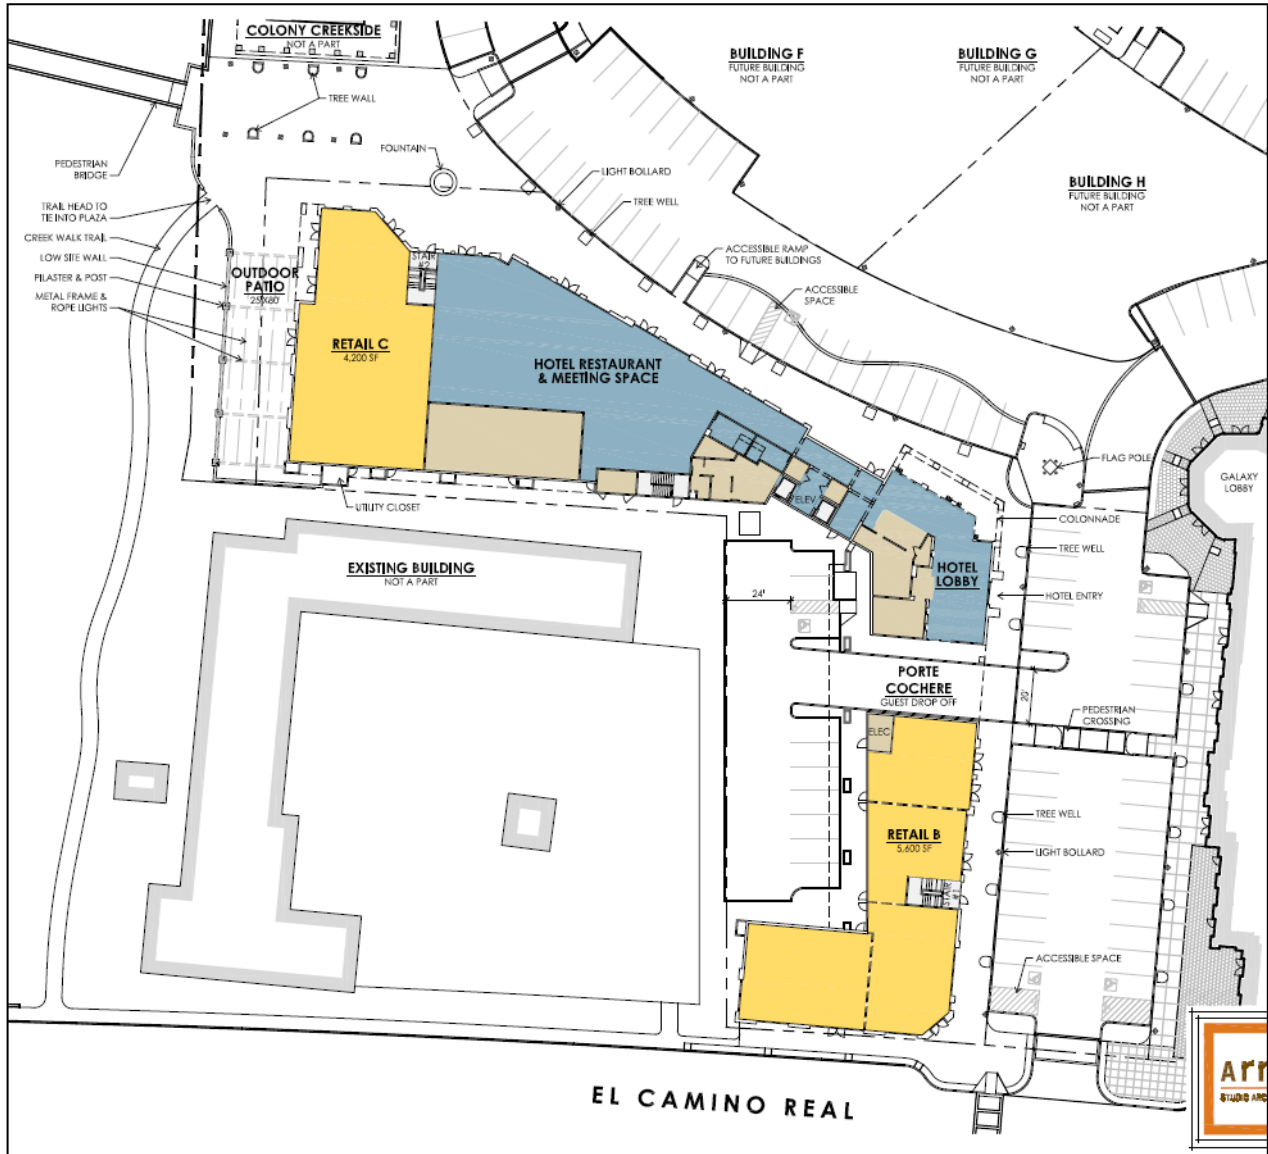 COLONY CREEKSIDE
NOT A PART
TREE WALL
PEDESTRIAN
BRIDGE
FOUNTAIN
TRAIL HEAD TO
TIE INTO PLAZA
CREEK WALK TRAIL
LOW SITE WALL
PILASTER & POST
METAL FRAME &
ROPE LIGHTS
OUTDOOR
PATIO
25'X80'
STAIR
#2
RETAIL C
4,200 SF
HOTEL RESTAURANT
& MEETING SPACE
UTILITY CLOSET
BUILDING F
FUTURE BUILDING
NOT A PART
BUILDING G
FUTURE BUILDING
NOT A PART
BUILDING H
FUTURE BUILDING
NOT A PART
LIGHT BOLLARD
TREE WELL
ACCESSIBLE RAMP
TO FUTURE BUILDINGS
ACCESSIBLE
SPACE
FLAG POLE
GALAXY
LOBBY
ELEV
COLONNADE
TREE WELL
HOTEL
LOBBY
HOTEL ENTRY
EXISTING BUILDING
NOT A PART
24'
PORTE
COCHERE
GUEST DROP OFF
20'
PEDESTRIAN
CROSSING
ELEC
RETAIL B
5,600 SF
STAIR
TREE WELL
LIGHT BOLLARD
ACCESSIBLE SPACE
EL CAMINO REAL